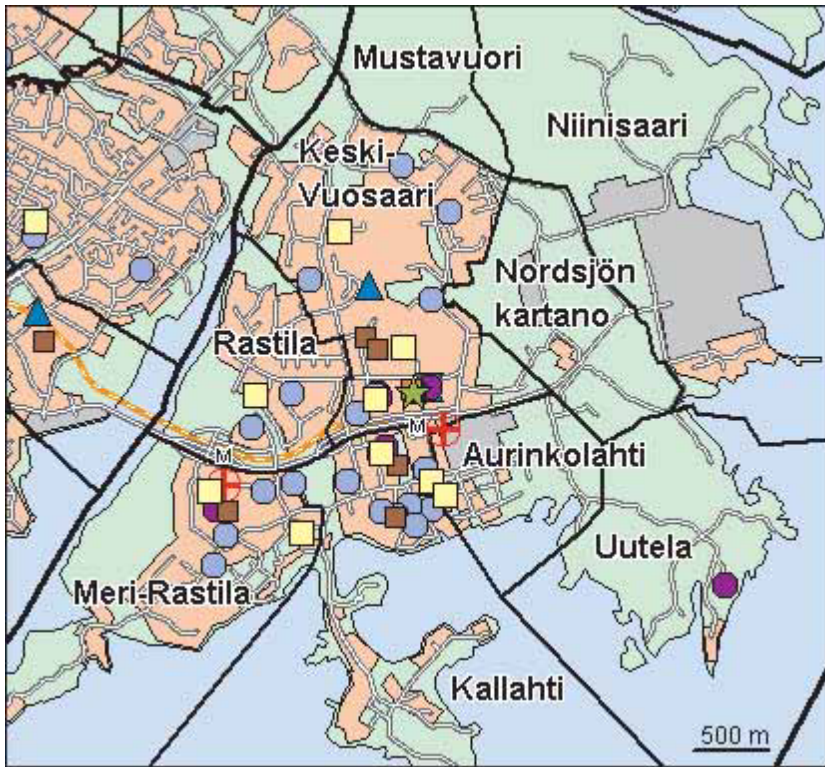 Mustavuori
Niinisaari
Keski-
Vuosaari
Nordsjön
kartano
Rastila
M
M
Aurinkolahti
Uutela
Meri-Rastila
Kallahti
500 m